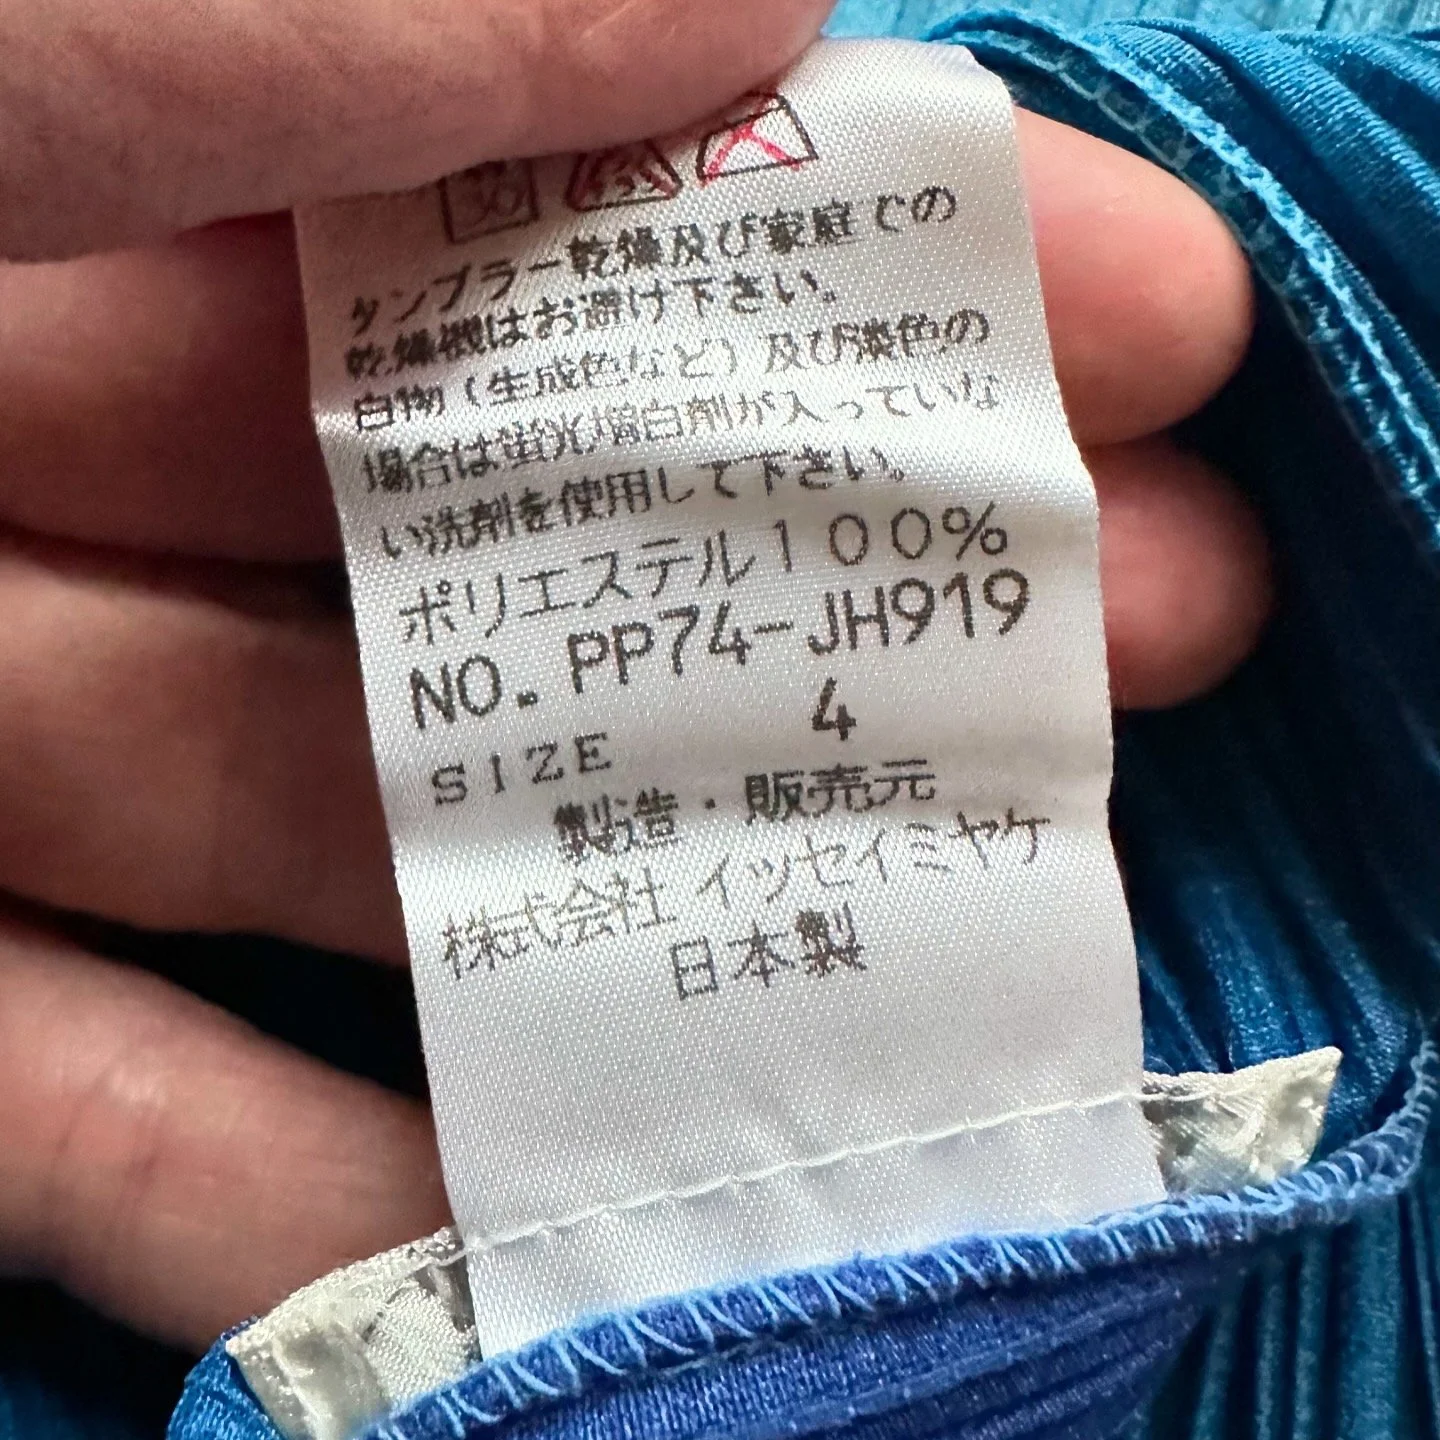 タンブラー乾燥及び家庭での
乾燥機はお避け下さい。
白物（生成色など）及び淡色の
場合は蛍光増白剤が入っていな
い洗剤を使用して下さい。
ポリエステル100%
NO. PP74-JH919
SIZE 4
製造・販売元
株式会社 イッセイミヤケ
日本製